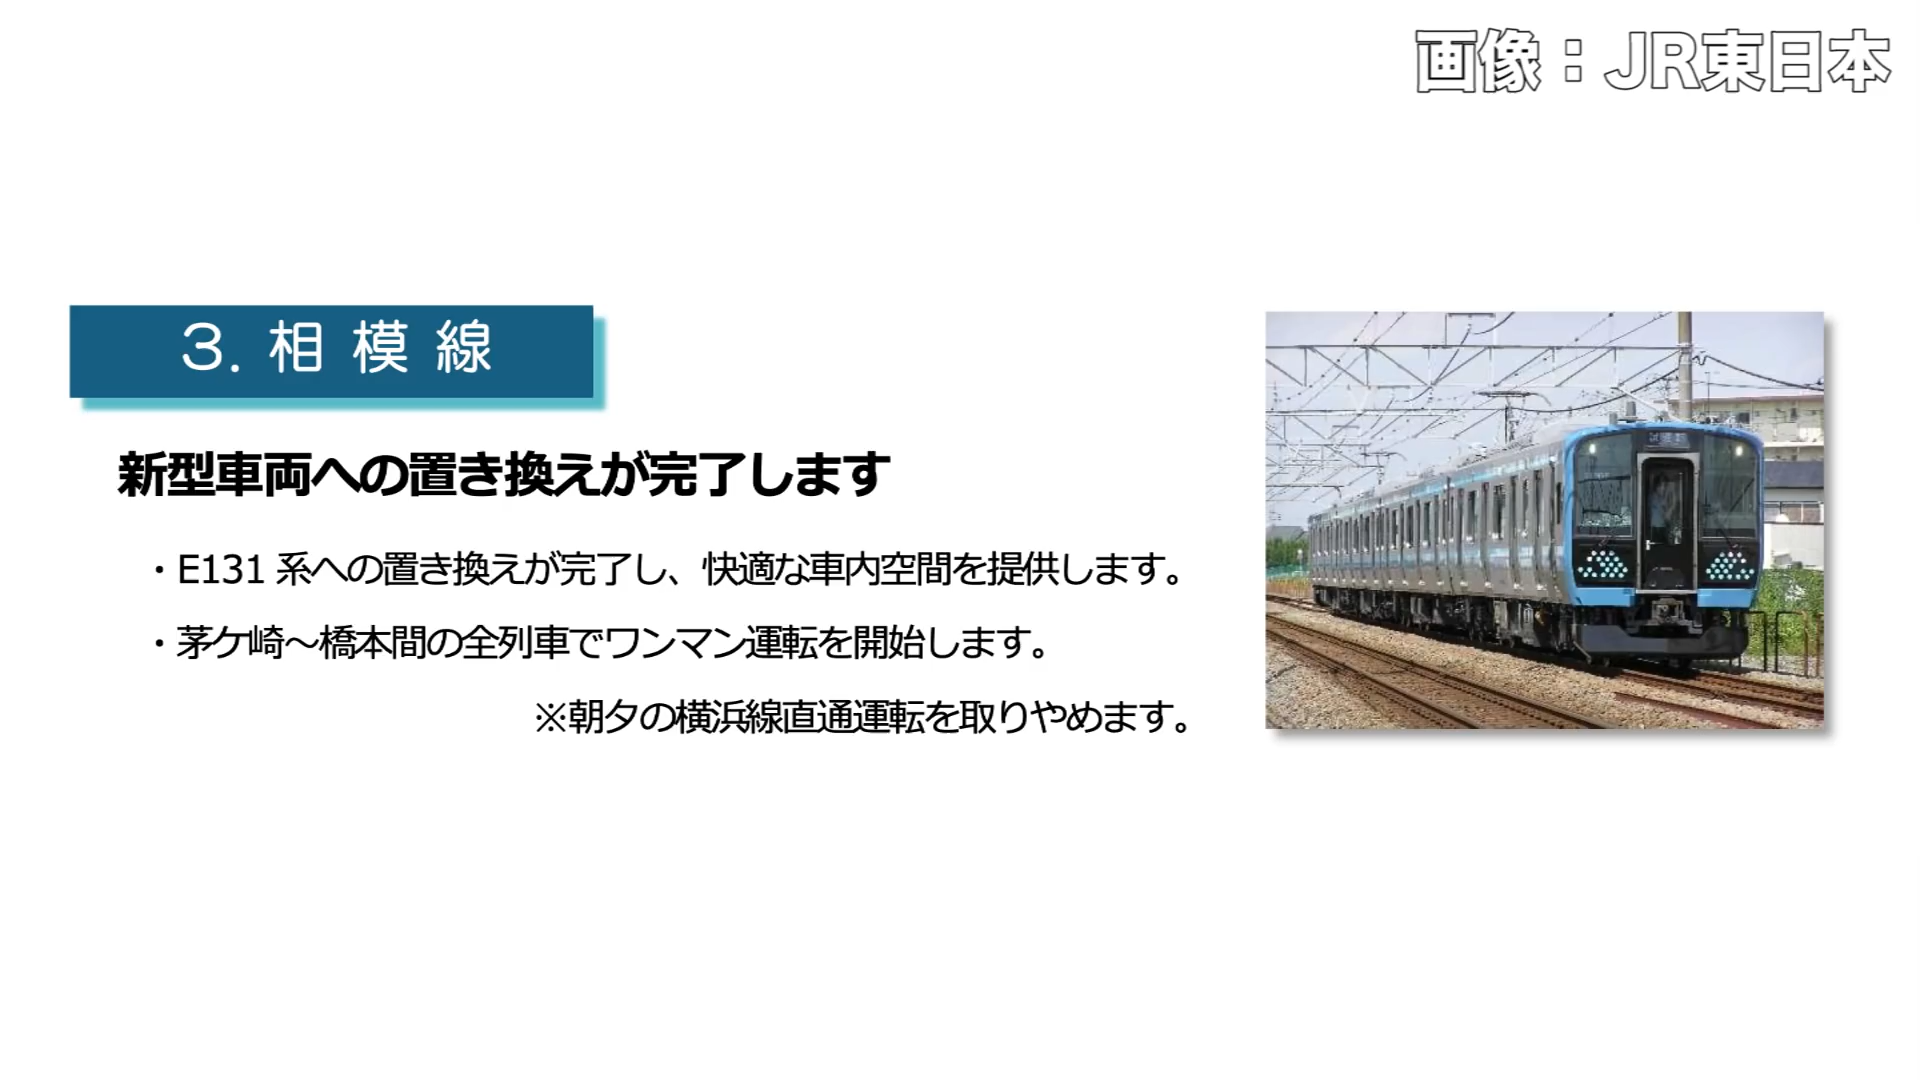 画像：JR東日本
3. 相模線
新型車両への置き換えが完了します
・E131 系への置き換えが完了し、快適な車内空間を提供します。
・茅ケ崎～橋本間の全列車でワンマン運転を開始します。
※朝夕の横浜線直通運転を取りやめます。